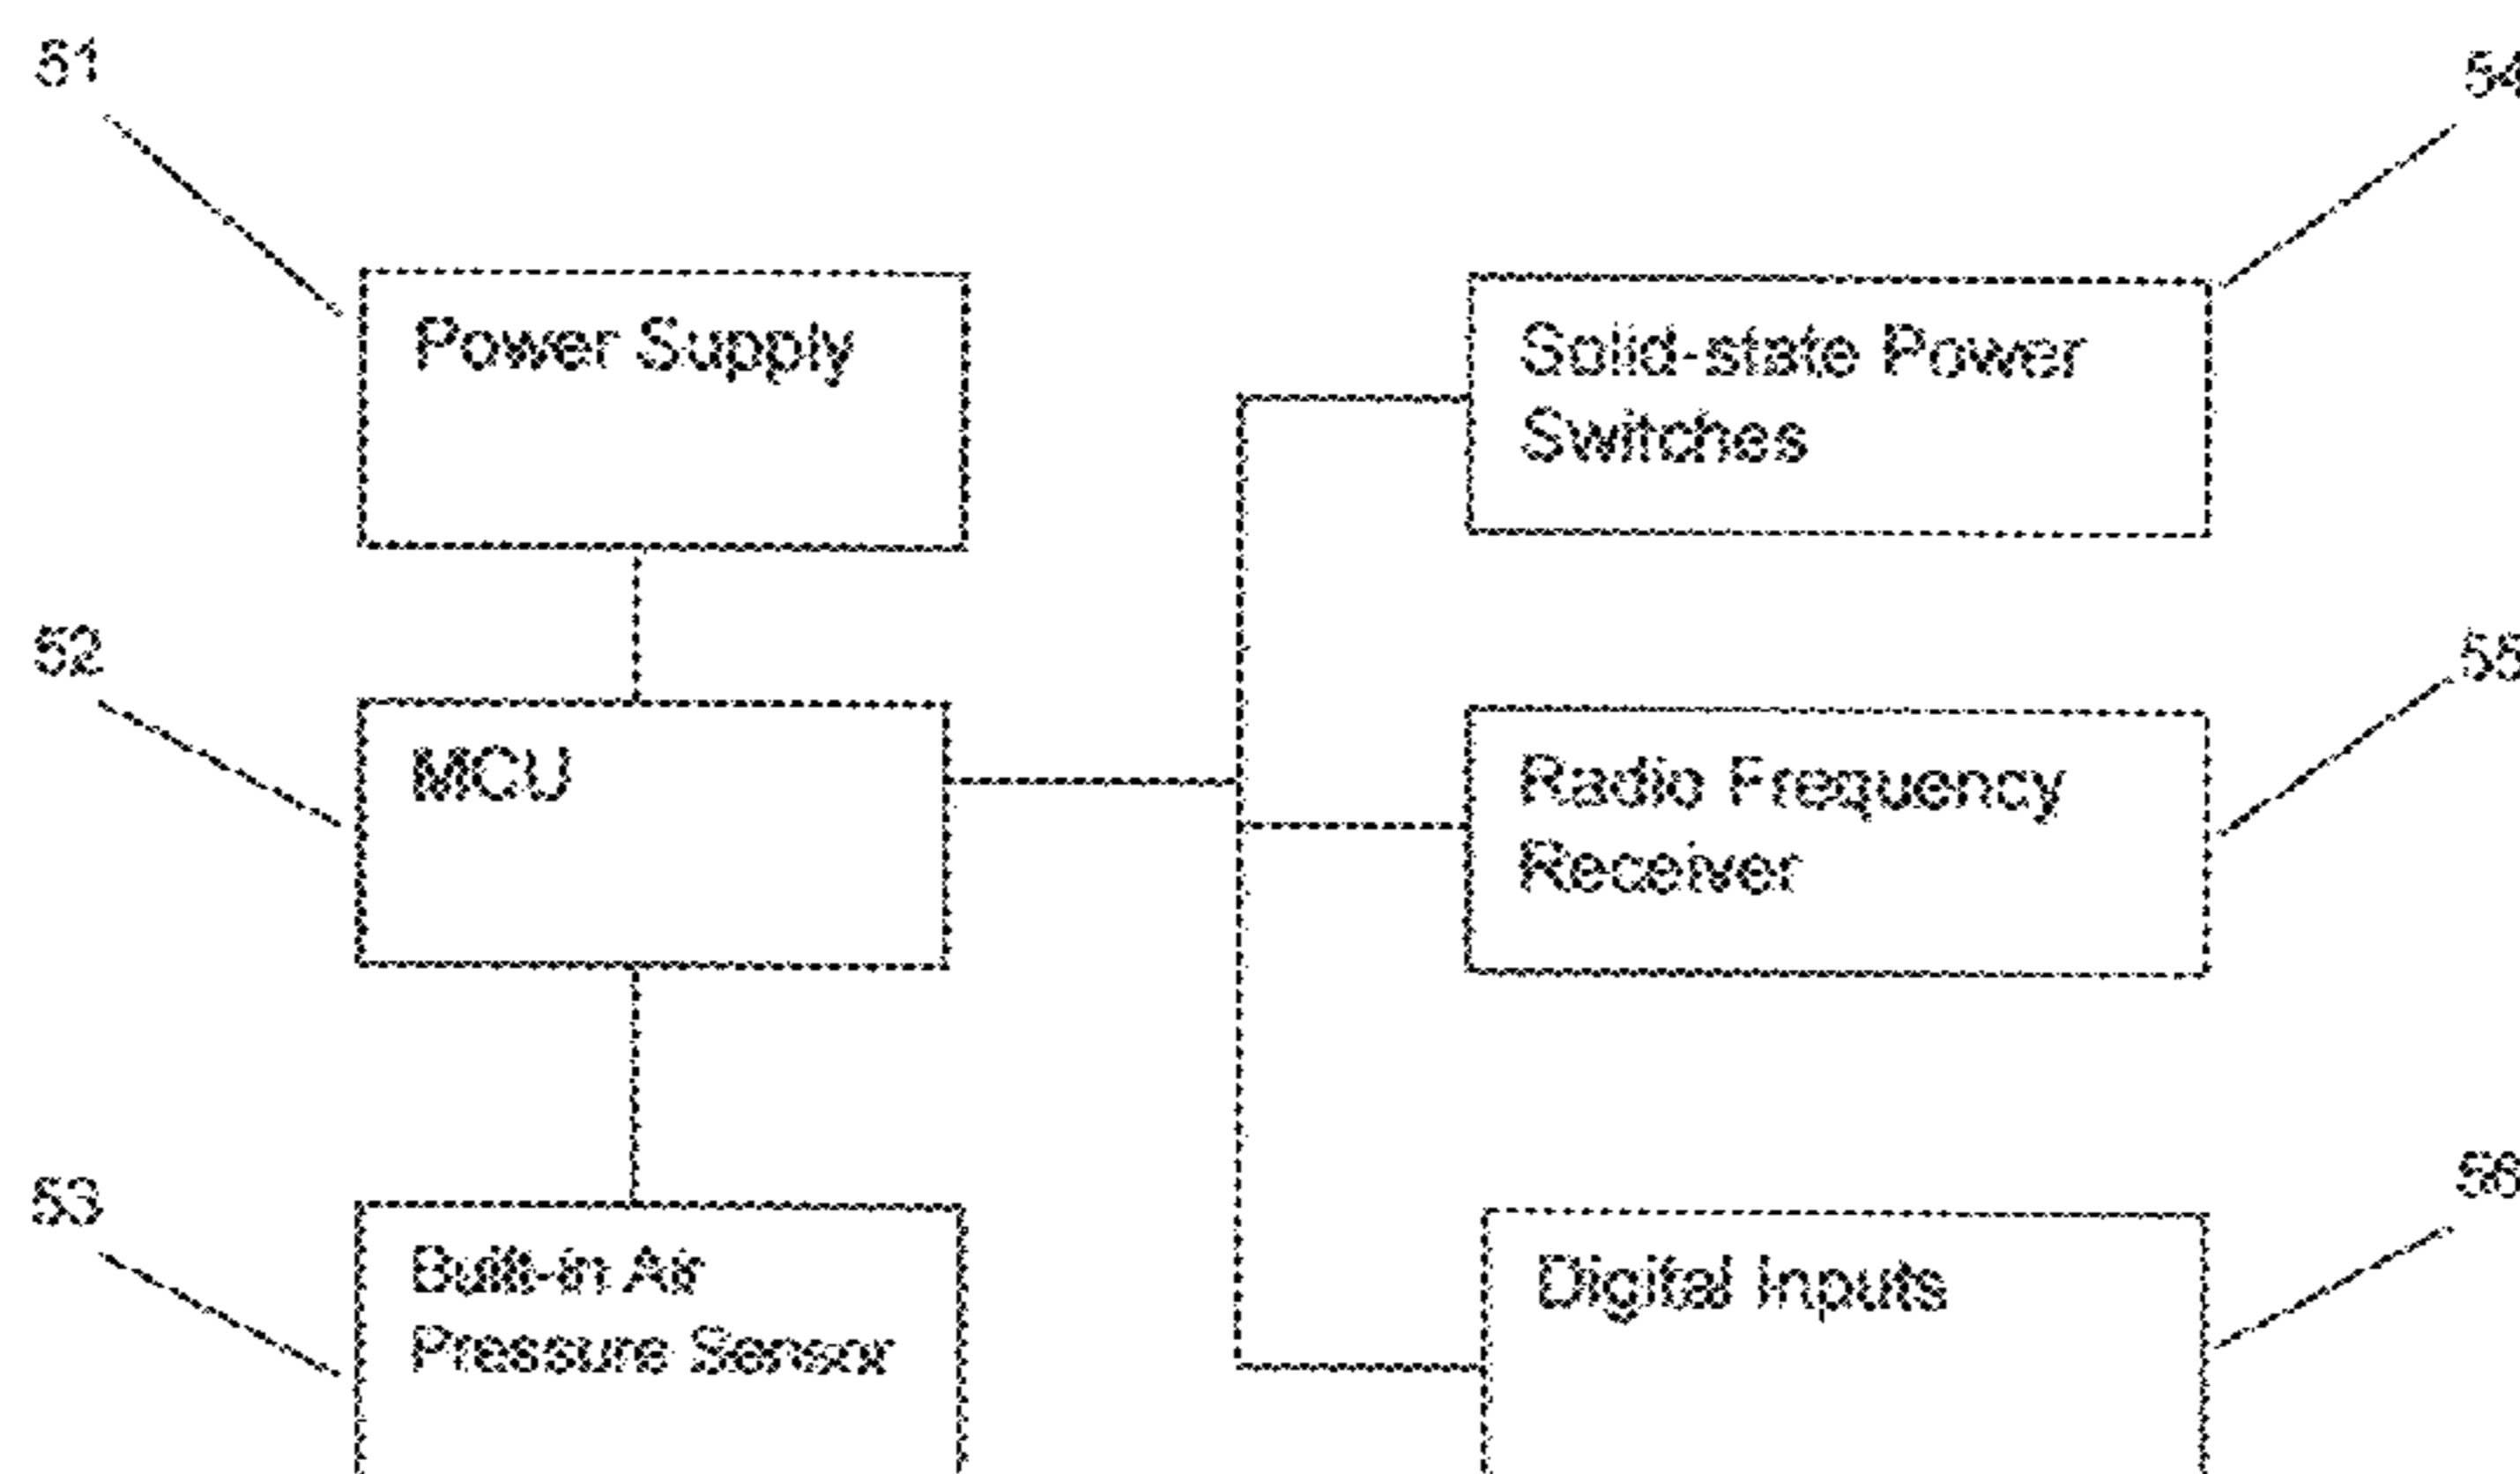 51
54
Power Supply
Solid-state Power
Switches
52
55
MCU
Radio Frequency
Receiver
53
56
Built-in Air
Pressure Sensor
Digital Inputs